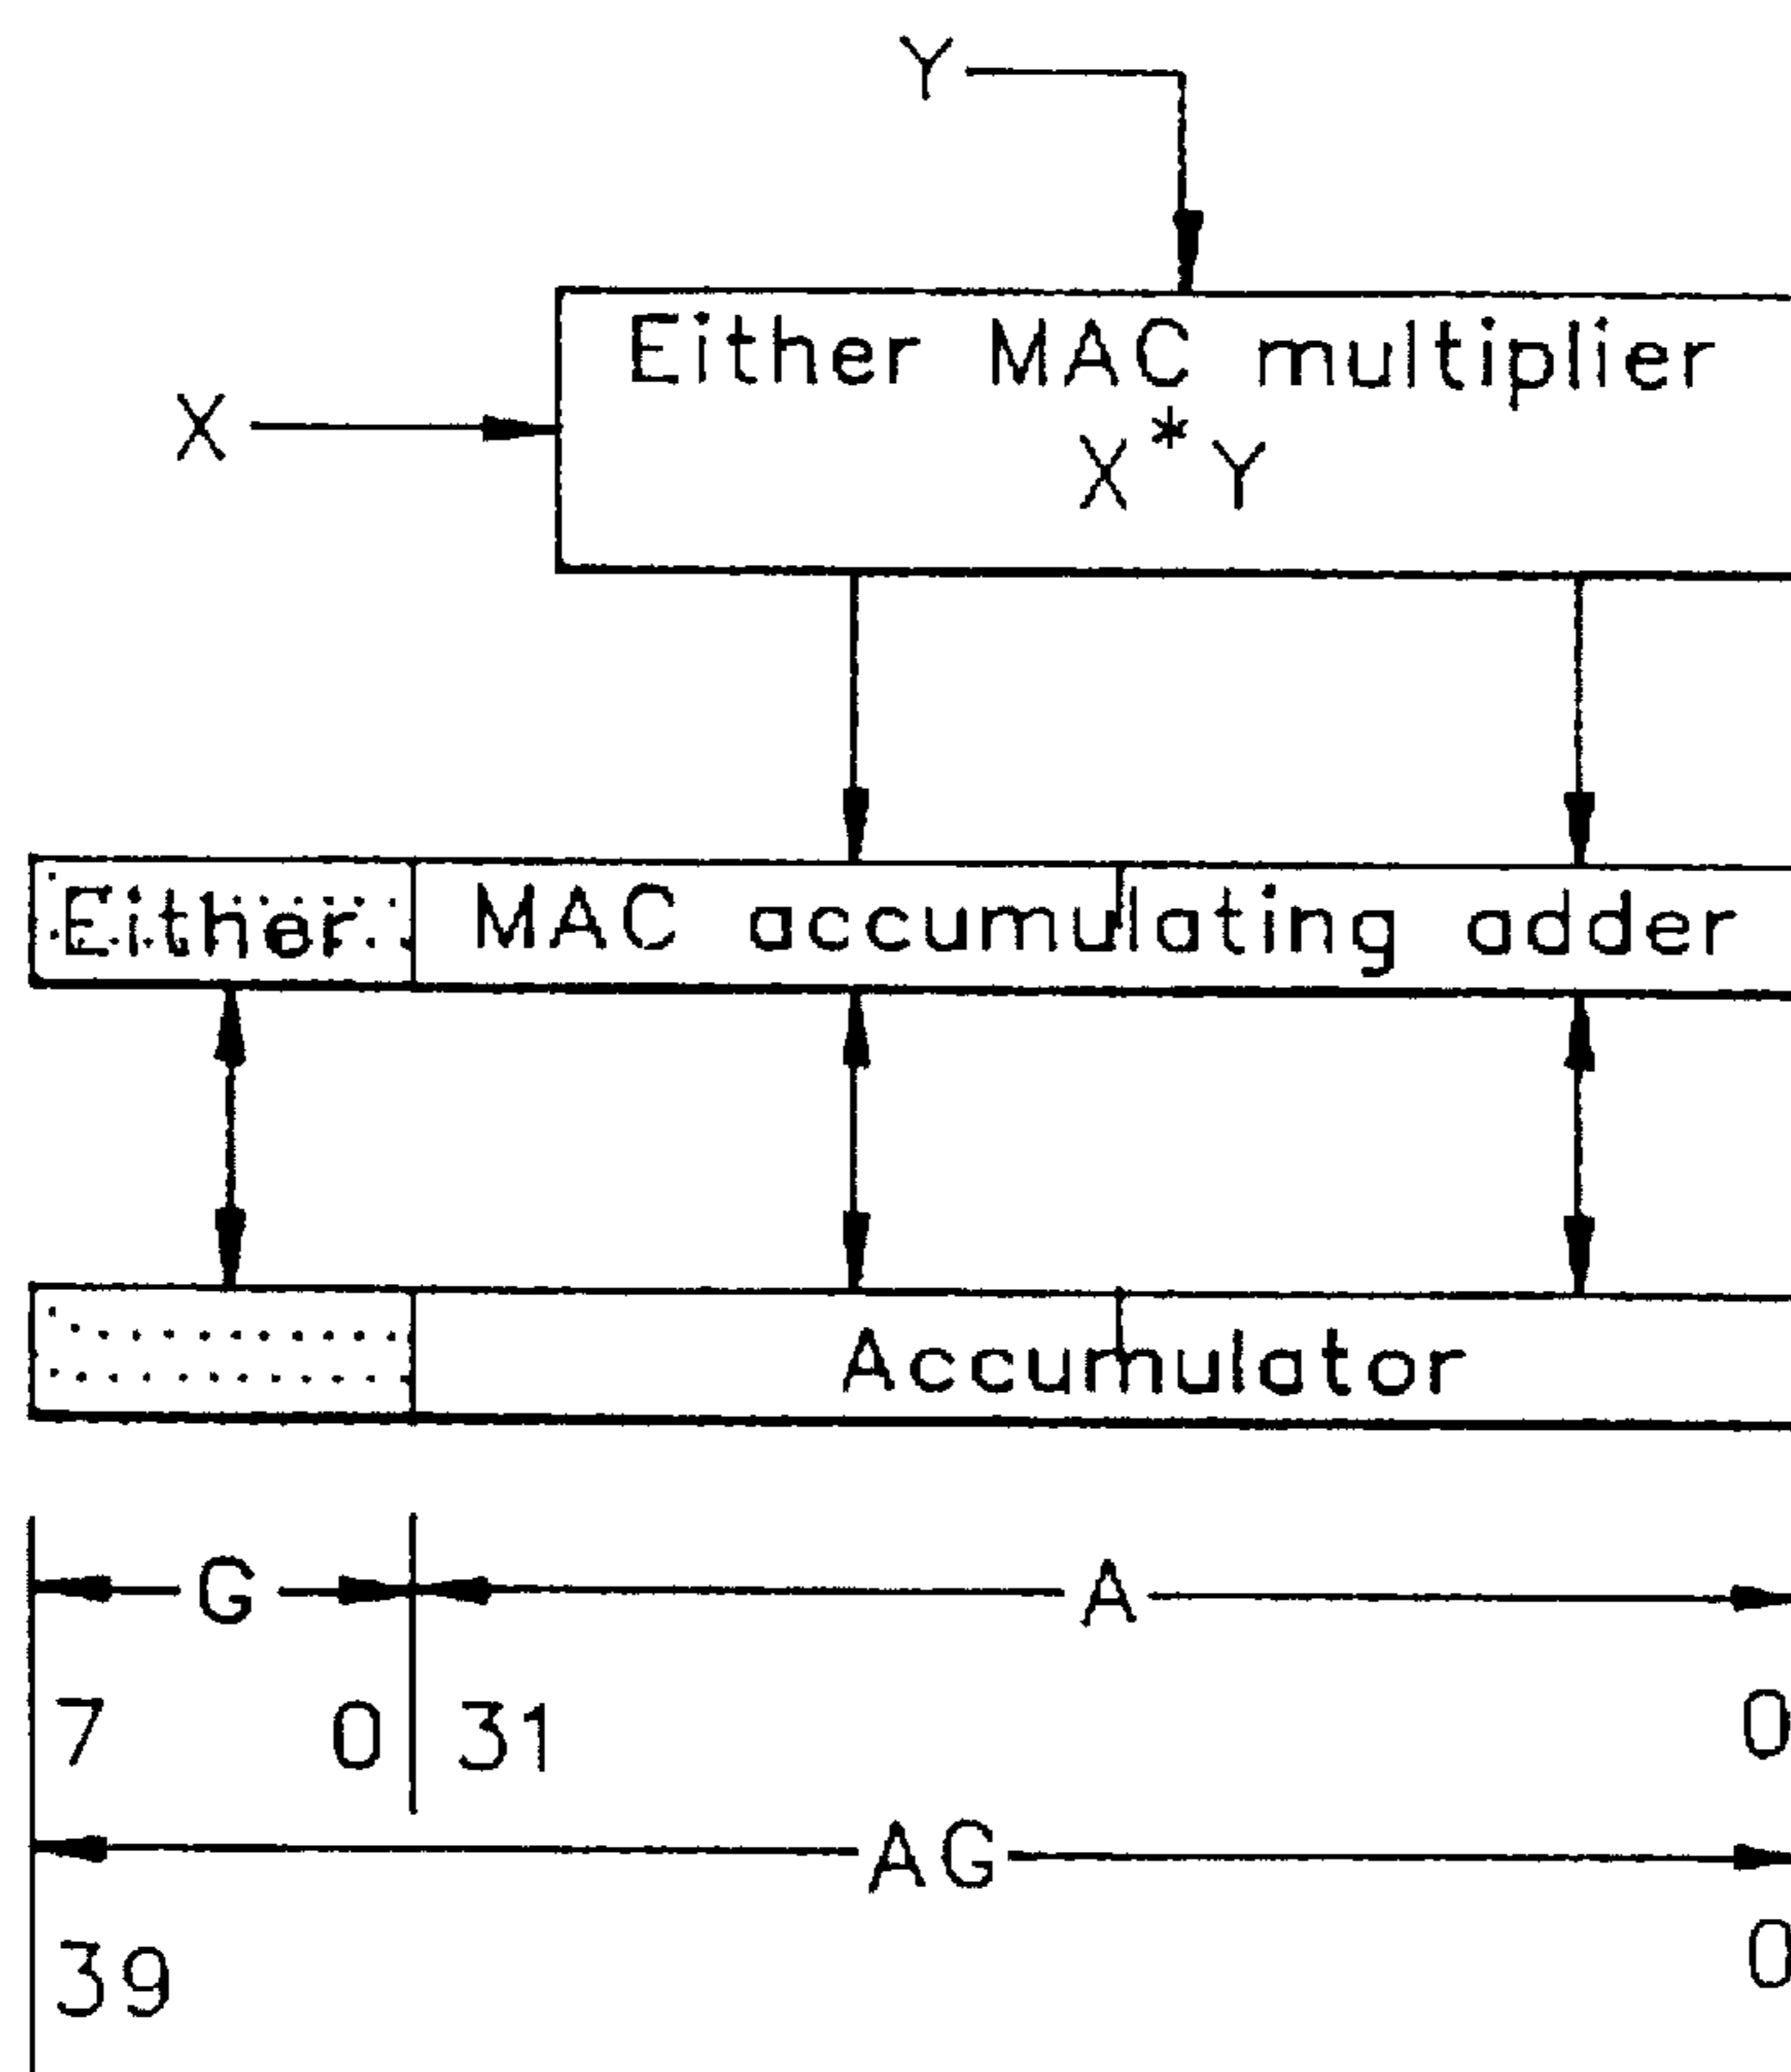 Y
Either MAC multiplier
X
X*Y
Either MAC accumulating adder
Accumulator
G A
7 0 31 0
AG
39 0